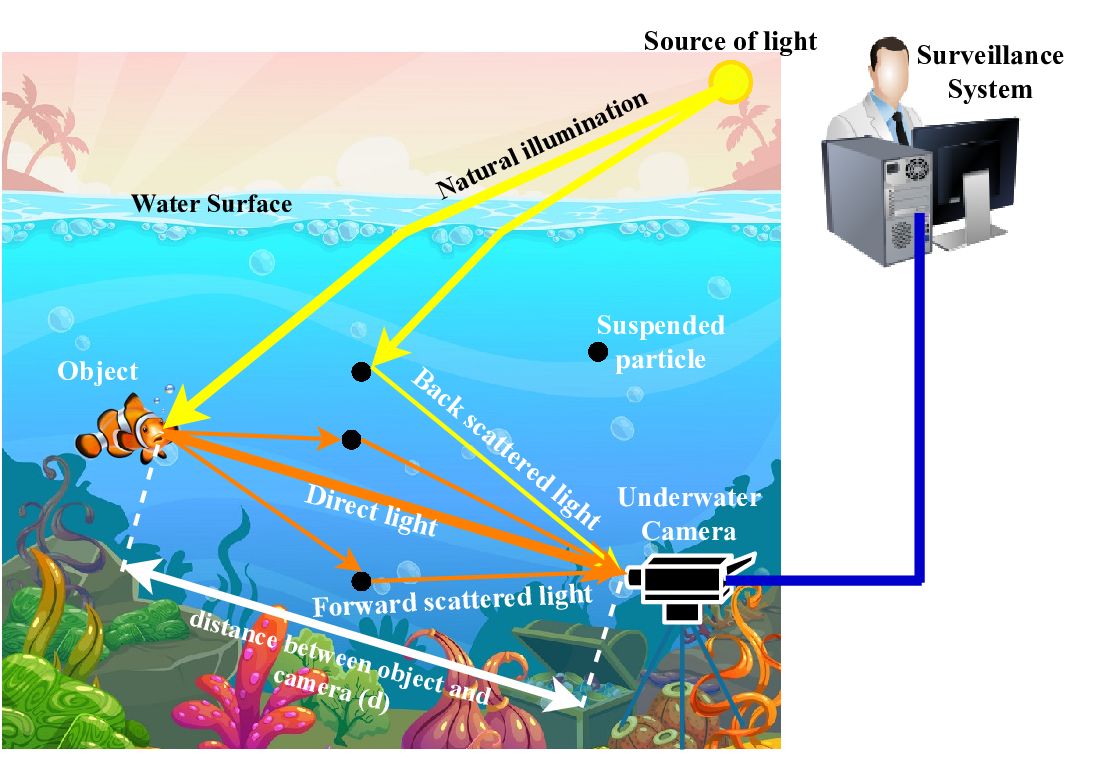 Source of light
Surveillance
System
Natural illumination
Water Surface
Suspended
particle
Object
Back scattered light
Direct light
Underwater
Camera
Forward scattered light
distance between object and
camera (d)